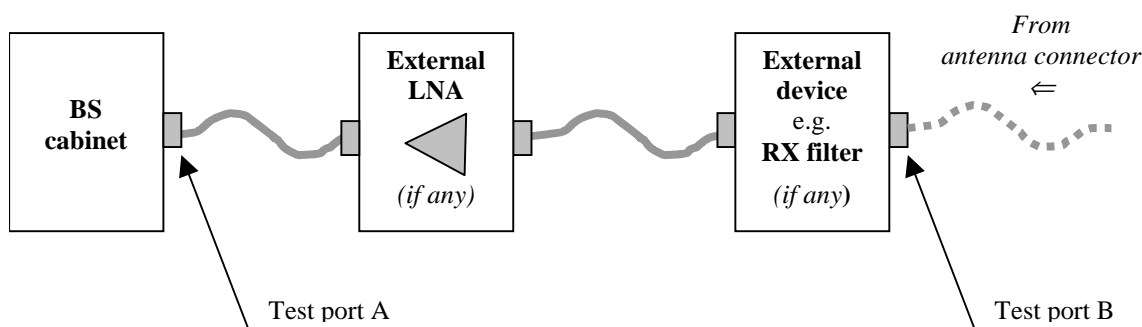 BS
cabinet
External
LNA
(if any)
External
device
e.g.
RX filter
(if any)
From
antenna connector
⇐
Test port A
Test port B